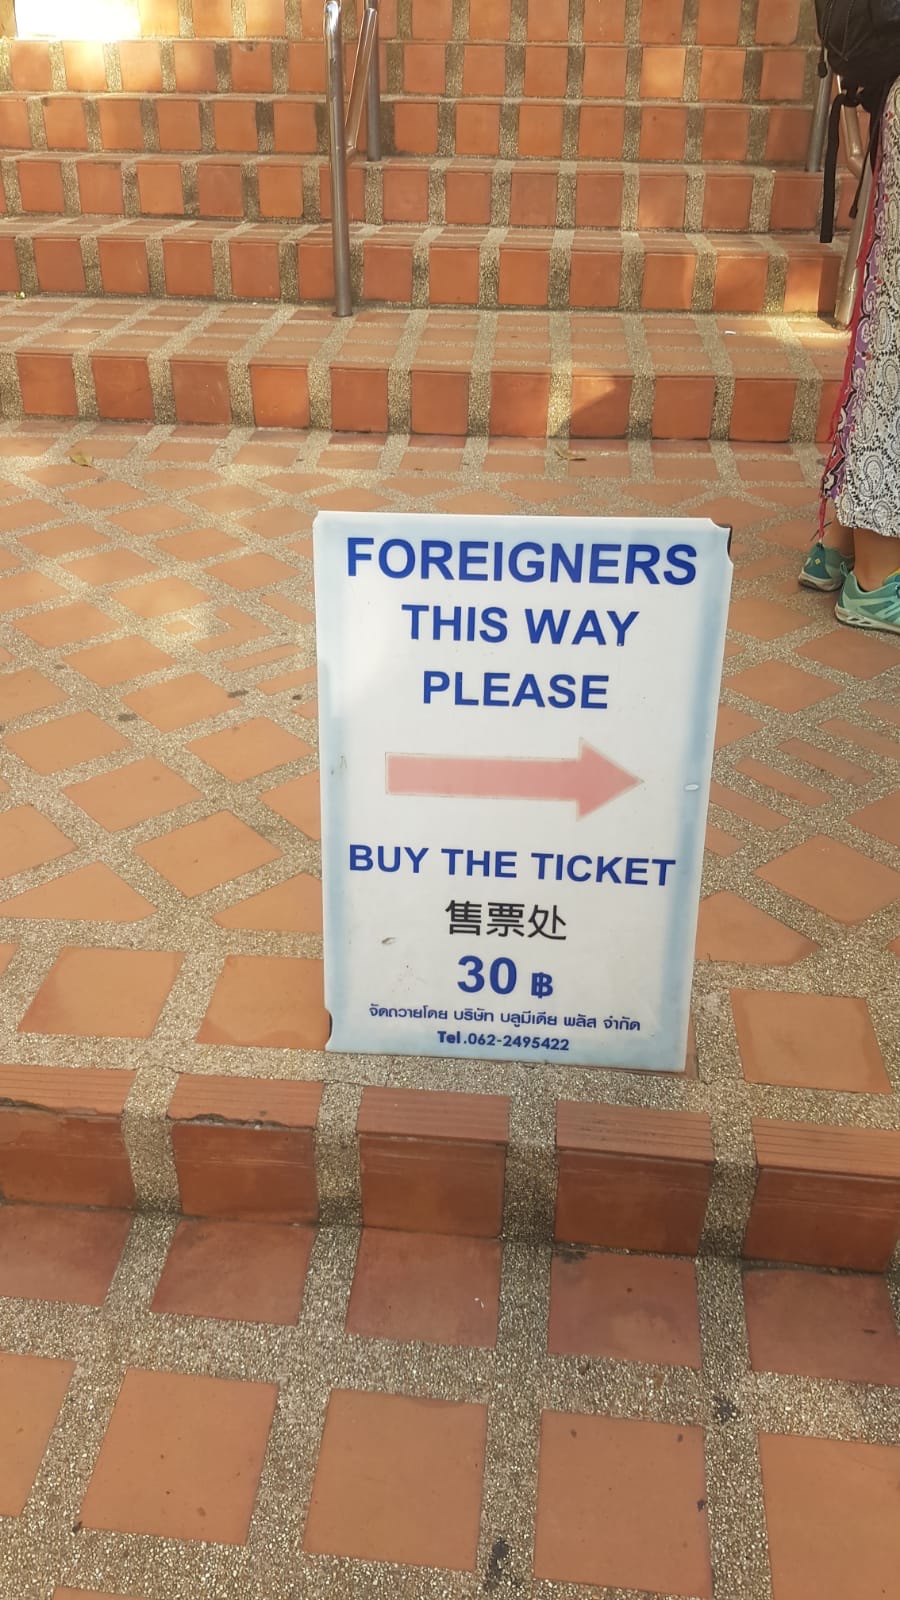 FOREIGNERS
THIS WAY
PLEASE
BUY THE TICKET
售票处
30 ฿
จัดถวายโดย บริษัท บลูมีเดีย พลัส จำกัด
Tel.062-2495422